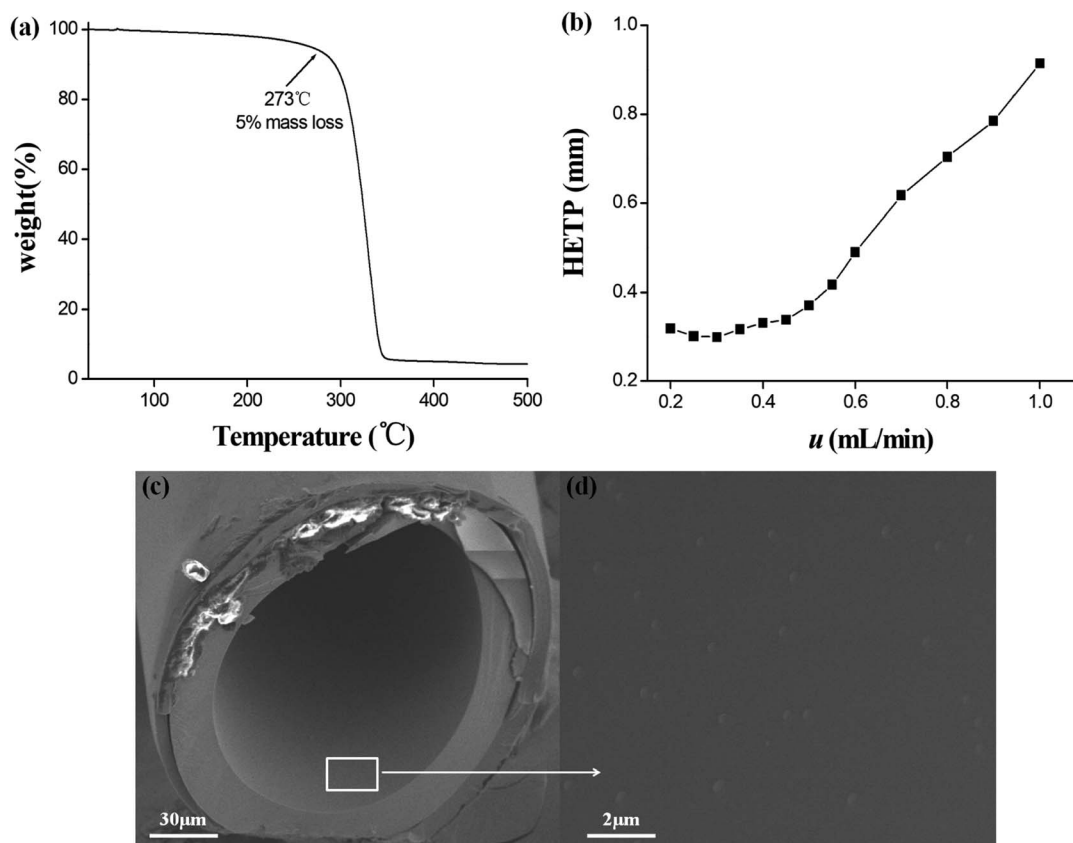 (a)
100
80
60
40
20
0
weight(%)
273℃
5% mass loss
100
200
300
400
500
Temperature (℃)
(b)
1.0
0.8
0.6
0.4
0.2
HETP (mm)
0.2
0.4
0.6
0.8
1.0
u (mL/min)
(c)
30μm
(d)
2μm